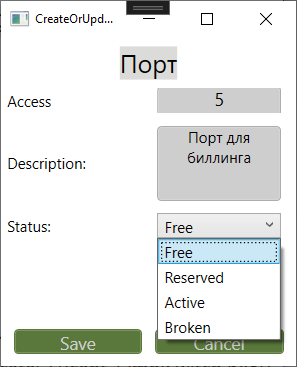 CreateOrUpd...
Порт
Access
5
Description:
Порт для
биллинга
Status:
Free
Free
Reserved
Active
Broken
Save
Cancel